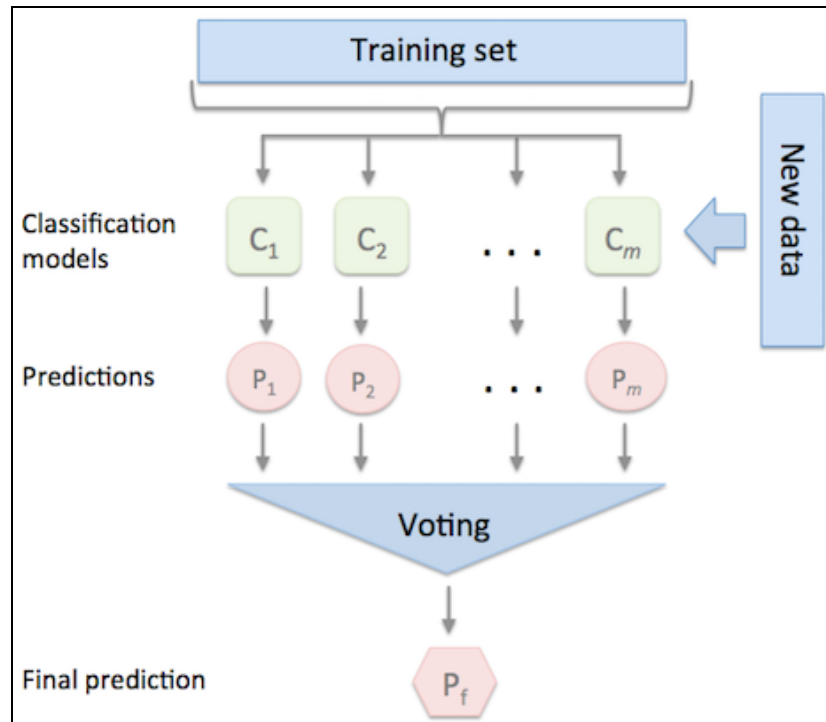 Training set
New data
Classification
models
C1
C2
. . .
Cm
Predictions
P1
P2
. . .
Pm
Voting
Final prediction
Pf